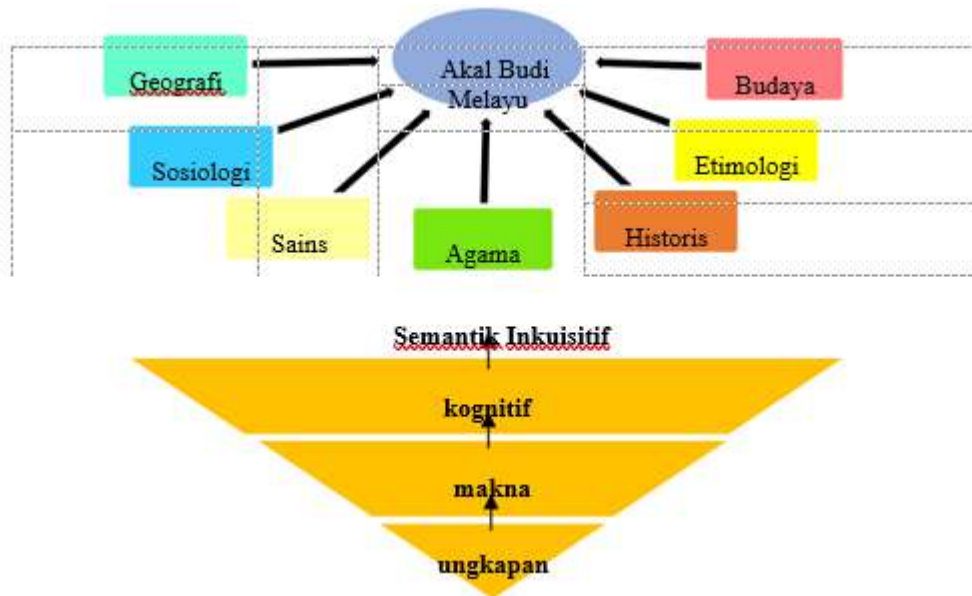 Akal Budi
Melayu
Geografi
Budaya
Sosiologi
Etimologi
Sains
Agama
Historis
Semantik Inkuisitif
kognitif
makna
ungkapan